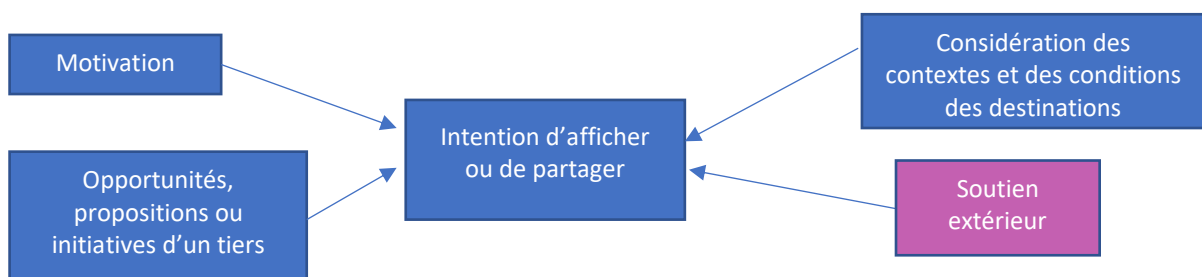 Motivation
Opportunités,
propositions ou
initiatives d’un tiers
Intention d’afficher
ou de partager
Considération des
contextes et des conditions
des destinations
Soutien
extérieur